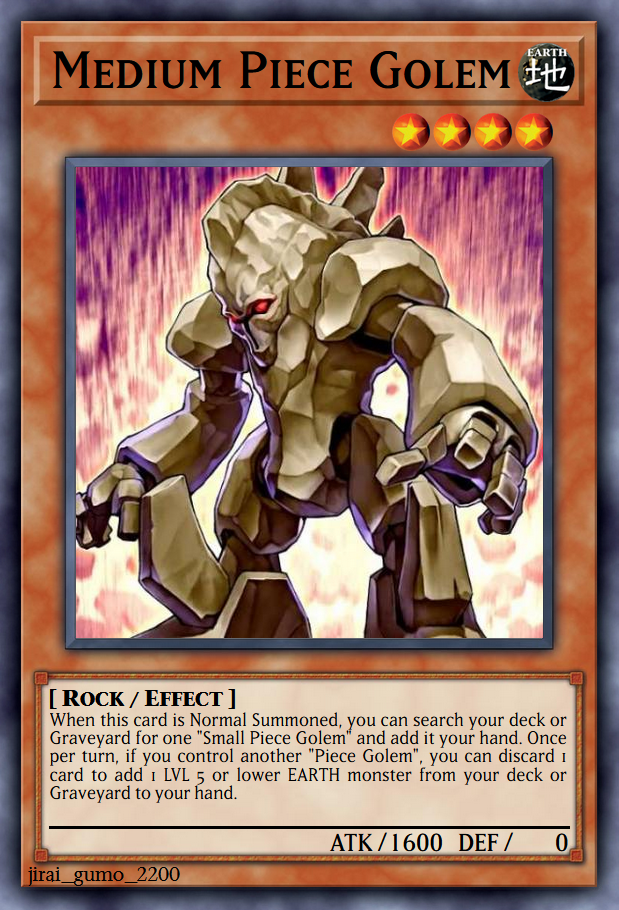 Medium Piece Golem
EARTH
地
[ Rock / Effect ]
When this card is Normal Summoned, you can search your deck or
Graveyard for one "Small Piece Golem" and add it your hand. Once
per turn, if you control another "Piece Golem", you can discard 1
card to add 1 LVL 5 or lower EARTH monster from your deck or
Graveyard to your hand.
ATK/1600 DEF/ 0
jirai_gumo_2200